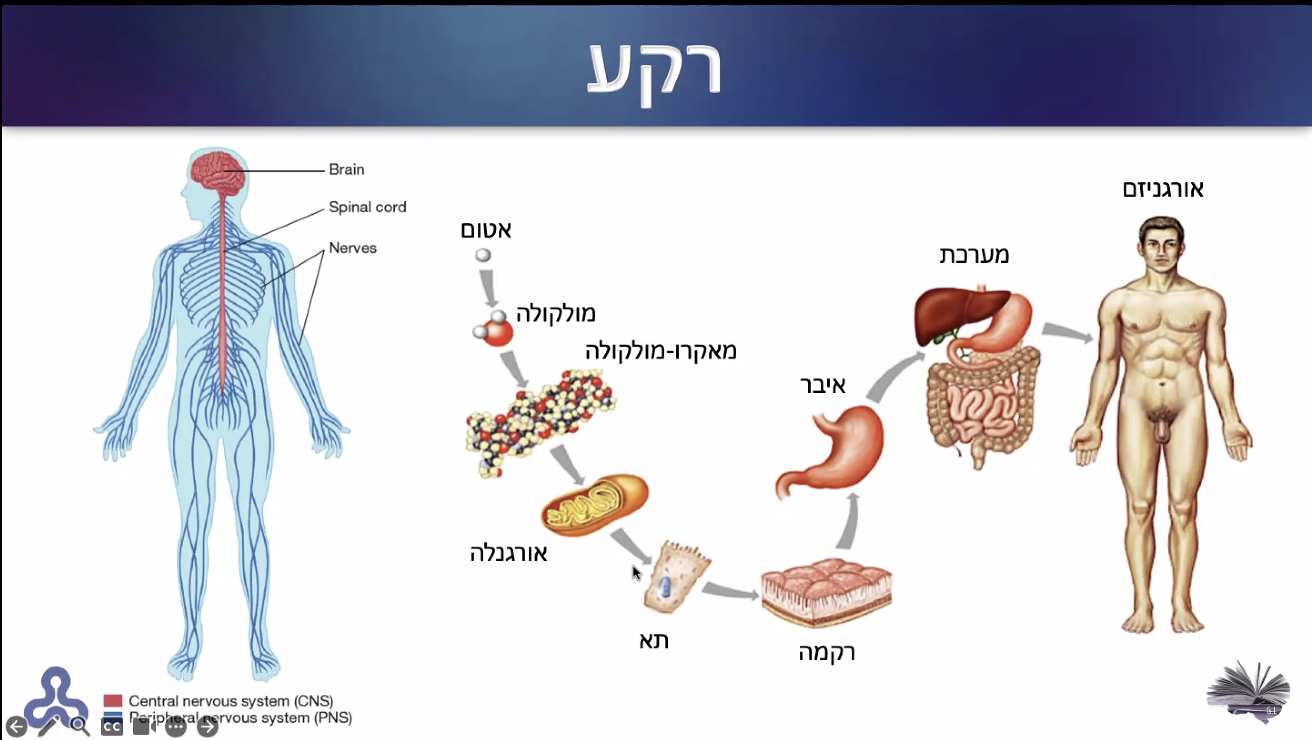 רקע
Brain
Spinal cord
Nerves
אטום
מולקולה
מאקרו-מולקולה
אורגנלה
תא
רקמה
איבר
מערכת
אורגניזם
Central nervous system (CNS)
Peripheral nervous system (PNS)
CC
61